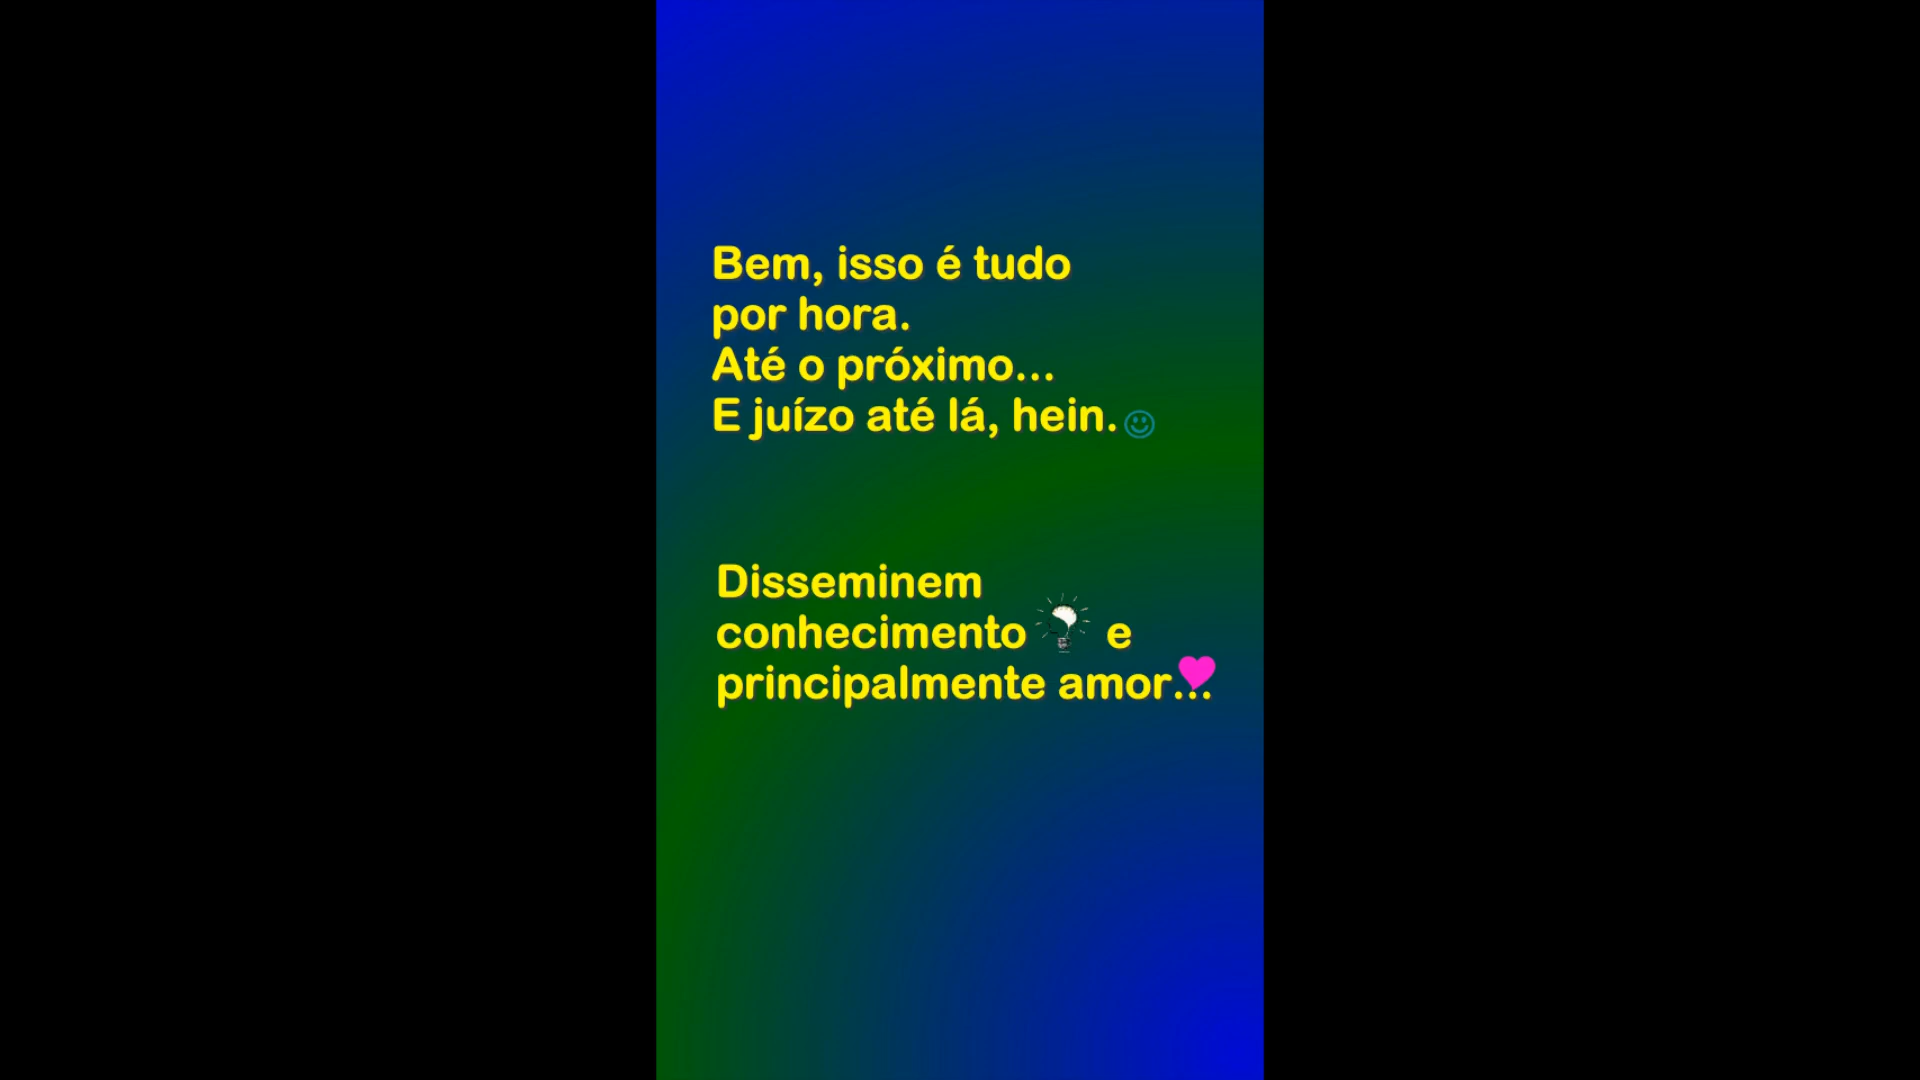 Bem, isso é tudo
por hora.
Até o próximo...
E juízo até lá, hein.
Disseminem
conhecimento e
principalmente amor...